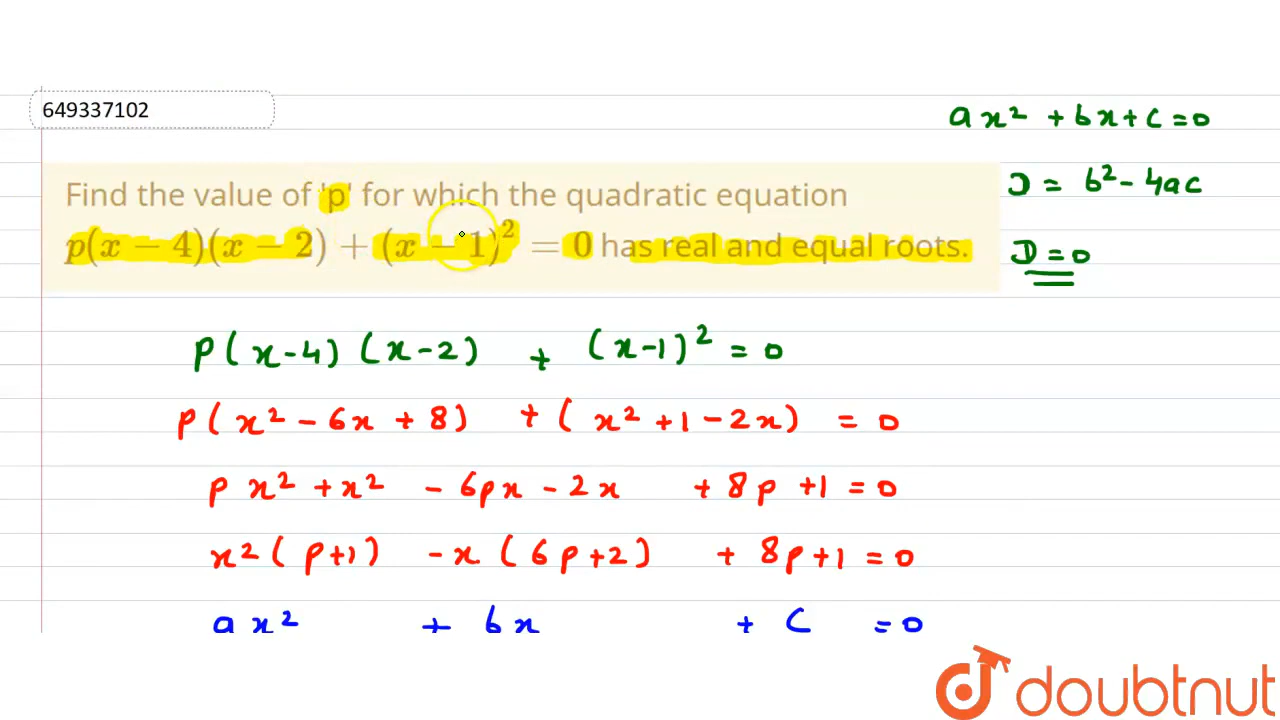 649337102
ax² + bx + c = 0
Find the value of 'p' for which the quadratic equation
D = b² - 4ac
p(x − 4)(x − 2) + (x − 1)² = 0 has real and equal roots.
D = 0
p(x-4)(x-2) + (x-1)² = 0
p(x² - 6x + 8) + (x² + 1 - 2x) = 0
p x² + x² - 6px - 2x + 8p + 1 = 0
x²(p+1) - x(6p+2) + 8p+1 = 0
ax² + bx + c = 0
doubtnut